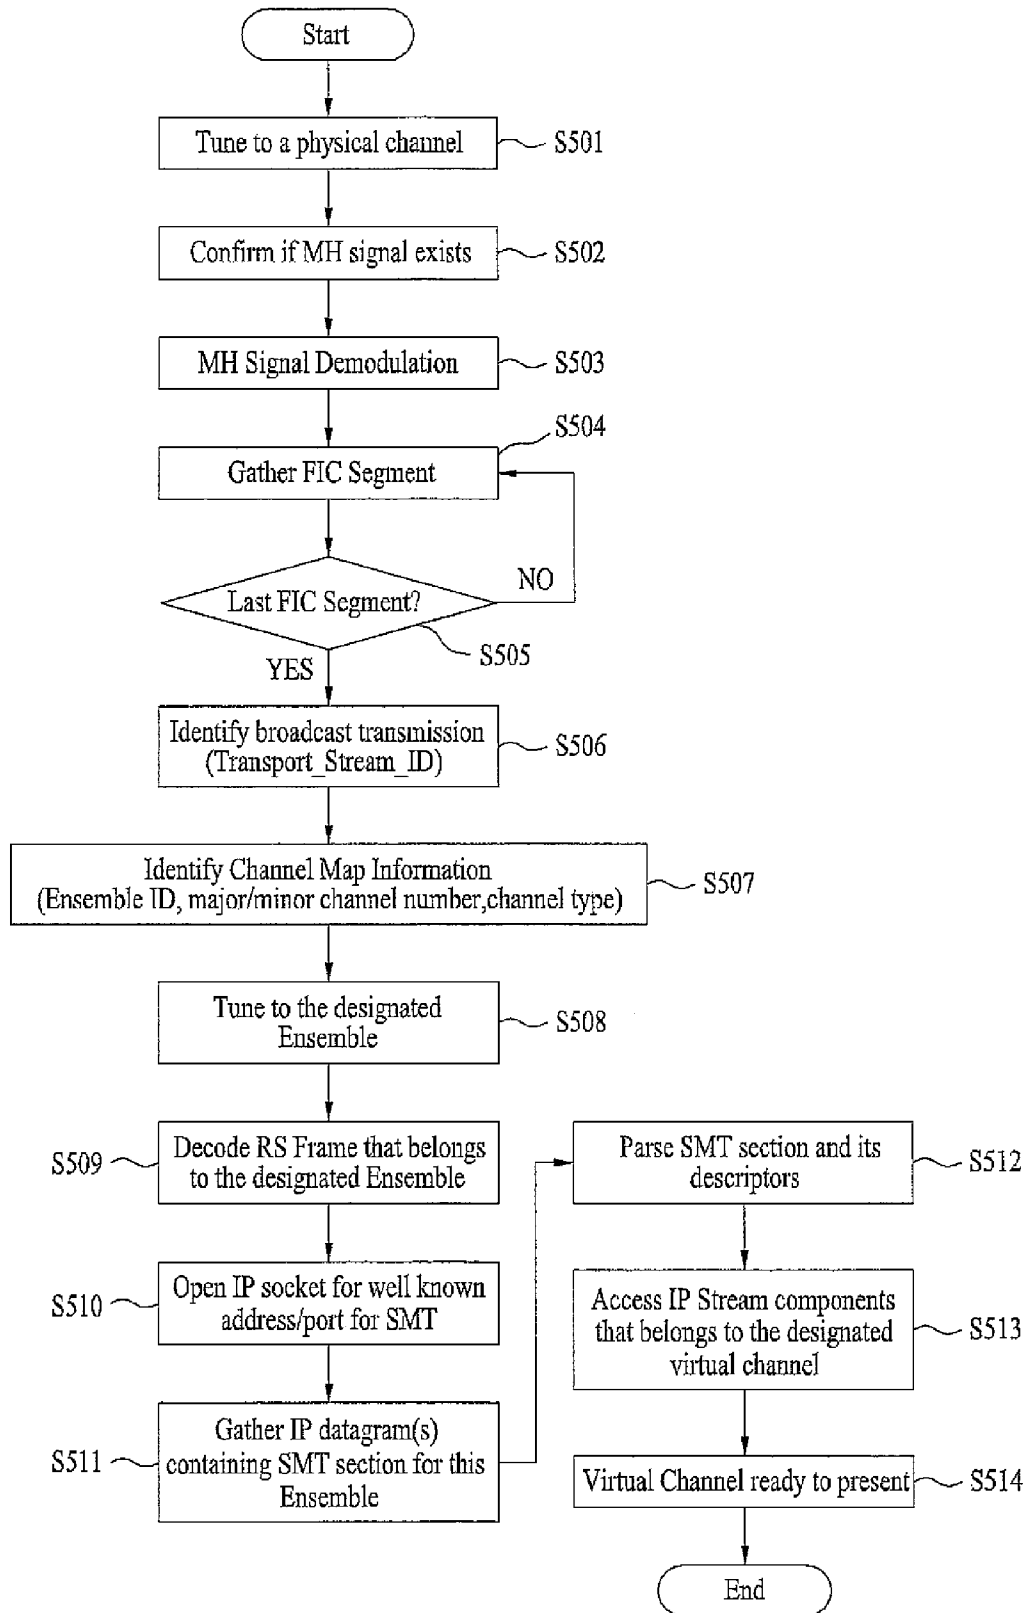 Start
Tune to a physical channel
S501
Confirm if MH signal exists
S502
MH Signal Demodulation
S503
S504
Gather FIC Segment
NO
Last FIC Segment?
S505
YES
Identify broadcast transmission
(Transport_Stream_ID)
S506
Identify Channel Map Information
(Ensemble ID, major/minor channel number,channel type)
S507
Tune to the designated
Ensemble
S508
Decode RS Frame that belongs
to the designated Ensemble
S509
Open IP socket for well known
address/port for SMT
S510
Gather IP datagram(s)
containing SMT section for this
Ensemble
S511
Parse SMT section and its
descriptors
S512
Access IP Stream components
that belongs to the designated
virtual channel
S513
Virtual Channel ready to present
S514
End